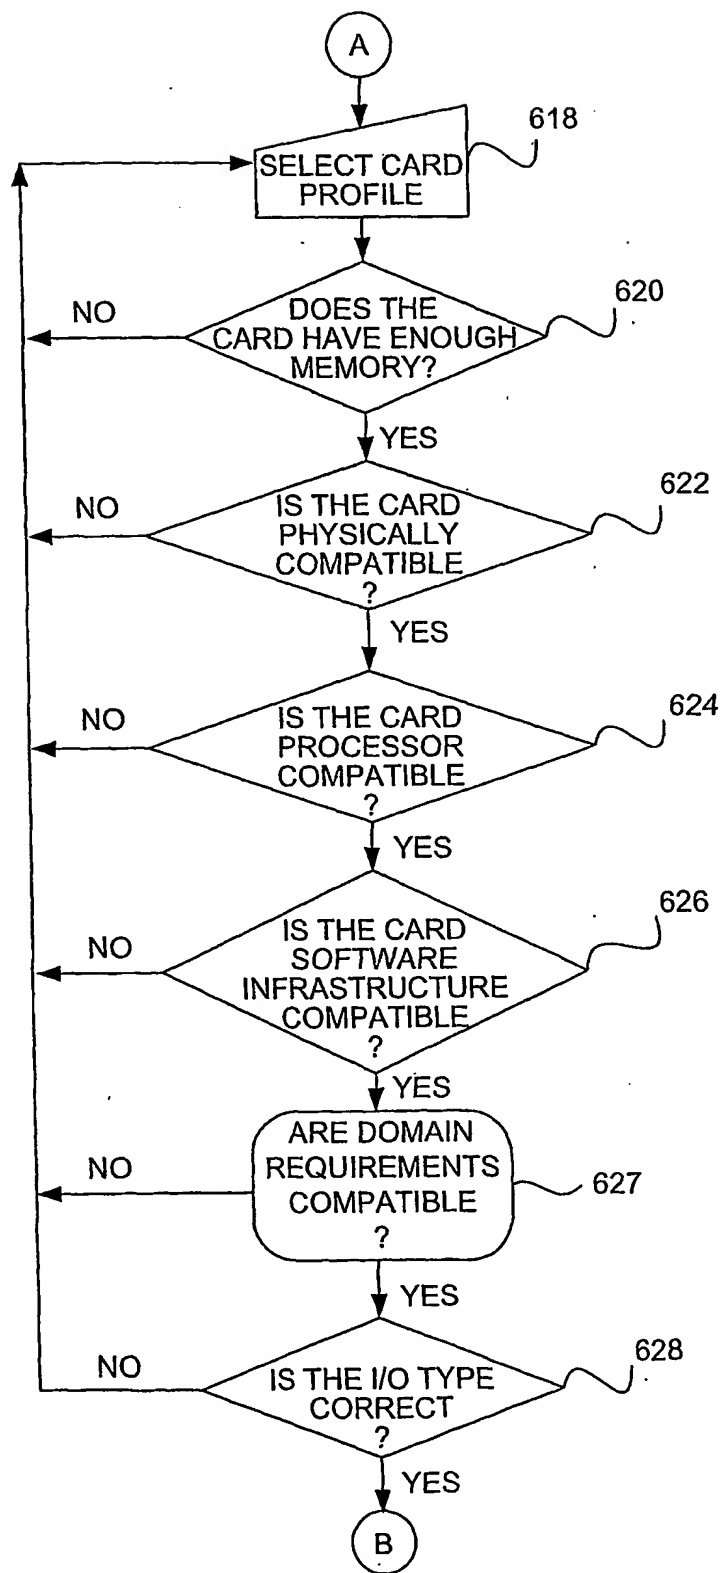 A
SELECT CARD
PROFILE
618
DOES THE
CARD HAVE ENOUGH
MEMORY?
620
NO
YES
IS THE CARD
PHYSICALLY
COMPATIBLE
?
622
NO
YES
IS THE CARD
PROCESSOR
COMPATIBLE
?
624
NO
YES
IS THE CARD
SOFTWARE
INFRASTRUCTURE
COMPATIBLE
?
626
NO
YES
ARE DOMAIN
REQUIREMENTS
COMPATIBLE
?
627
NO
YES
IS THE I/O TYPE
CORRECT
?
628
NO
YES
B